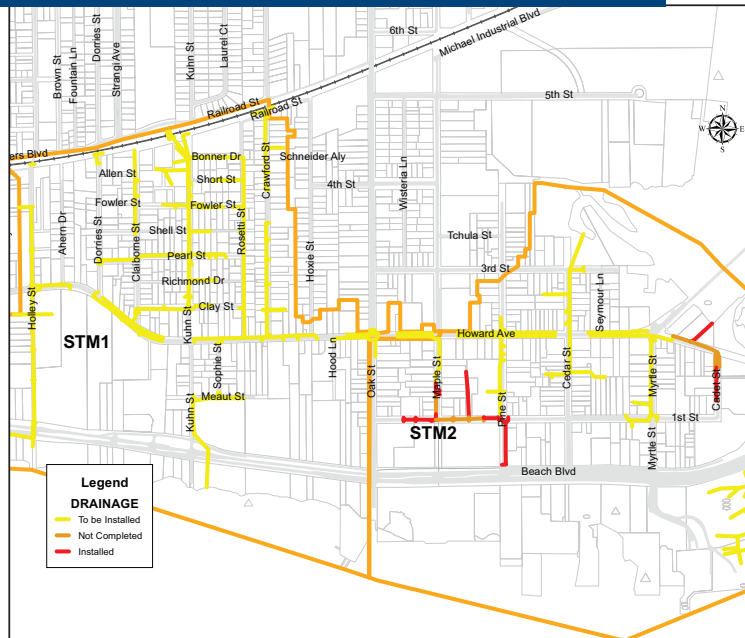 6th St
Michael Industrial Blvd
Brown St
Fountain Ln
Dorries St
Strangi Ave
Kuhn St
Laurel Ct
5th St
Railroad St
Railroad St
N
W
E
S
ers Blvd
Bonner Dr
Crawford St
Schneider Aly
Allen St
Short St
4th St
Wisteria Ln
Fowler St
Fowler St
Ahern Dr
Dorries St
Claiborne St
Shell St
Rosetti St
Hoxie St
Tchula St
Pearl St
3rd St
Richmond Dr
Seymour Ln
Holley St
Clay St
Kuhn St
Howard Ave
STM1
Sophie St
Hood Ln
Oak St
Maple St
Pine St
Cedar St
Myrtle St
Cadet St
Meaut St
Kuhn St
1st St
STM2
Myrtle St
Beach Blvd
Legend
DRAINAGE
To be Installed
Not Completed
Installed